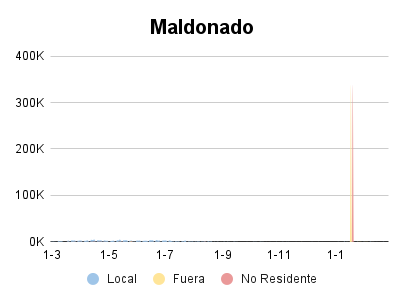 Maldonado
400K
300K
200K
100K
0K
1-3 1-5 1-7 1-9 1-11 1-1
Local Fuera No Residente